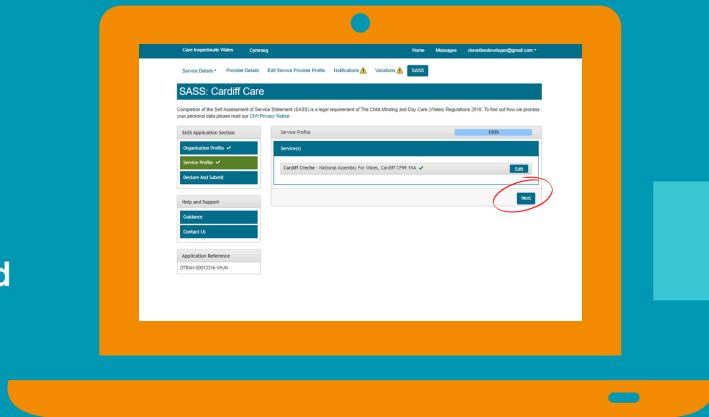 Care Inspectorate Wales Cymraeg Home Messages ciwonlinedeveloper@gmail.com
Service Details Provider Details Edit Service Provider Profile Notifications Variations SASS
SASS: Cardiff Care
Completion of the Self Assessment of Service Statement (SASS) is a legal requirement of The Child Minding and Day Care (Wales) Regulations 2010. To find out how we process
your personal data please read our CIW Privacy Notice.
SASS Application Section
Organisation Profile ✔
Service Profile ✔
Declare And Submit
Help and Support
Guidance
Contact Us
Application Reference
Service Profile 100%
Service(s)
Cardiff Creche - National Assembly For Wales, Cardiff CF99 1NA ✔ Edit
Next
d